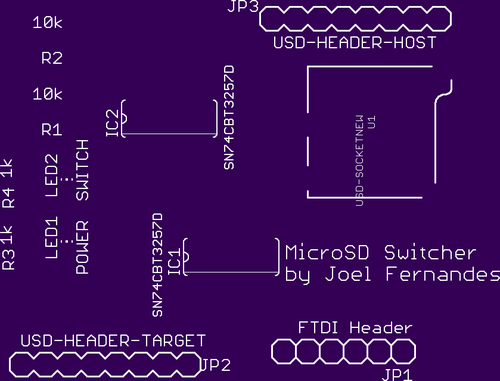 JP3
10k
USD-HEADER-HOST
R2
SN74CBT3257D
10k
IC2
R1
U1
USD-SOCKETNEW
LED2
SWITCH
R4 1k
LED1
POWER
R3 1k
SN74CBT3257D
IC1
MicroSD Switcher
by Joel Fernandes
FTDI Header
USD-HEADER-TARGET
JP2
JP1